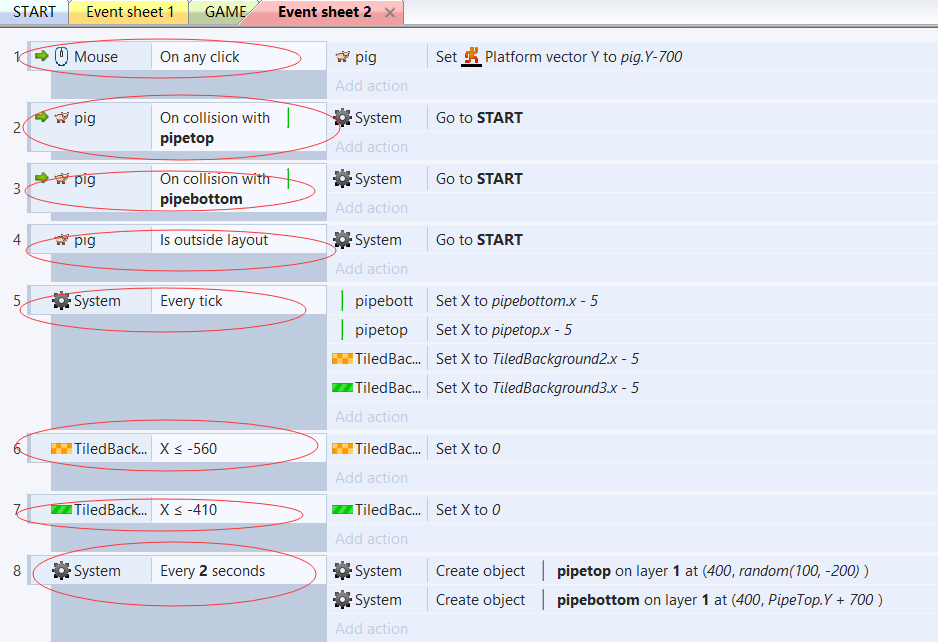 START Event sheet 1 GAME Event sheet 2
1 Mouse On any click pig Set Platform vector Y to pig.Y-700
Add action
2 pig On collision with pipetop System Go to START
Add action
3 pig On collision with pipebottom System Go to START
Add action
4 pig Is outside layout System Go to START
Add action
5 System Every tick pipebott Set X to pipebottom.x - 5
pipetop Set X to pipetop.x - 5
TiledBac... Set X to TiledBackground2.x - 5
TiledBac... Set X to TiledBackground3.x - 5
Add action
6 TiledBack... X ≤ -560 TiledBac... Set X to 0
Add action
7 TiledBack... X ≤ -410 TiledBac... Set X to 0
Add action
8 System Every 2 seconds System Create object pipetop on layer 1 at (400, random(100, -200) )
System Create object pipebottom on layer 1 at (400, PipeTop.Y + 700 )
Add action